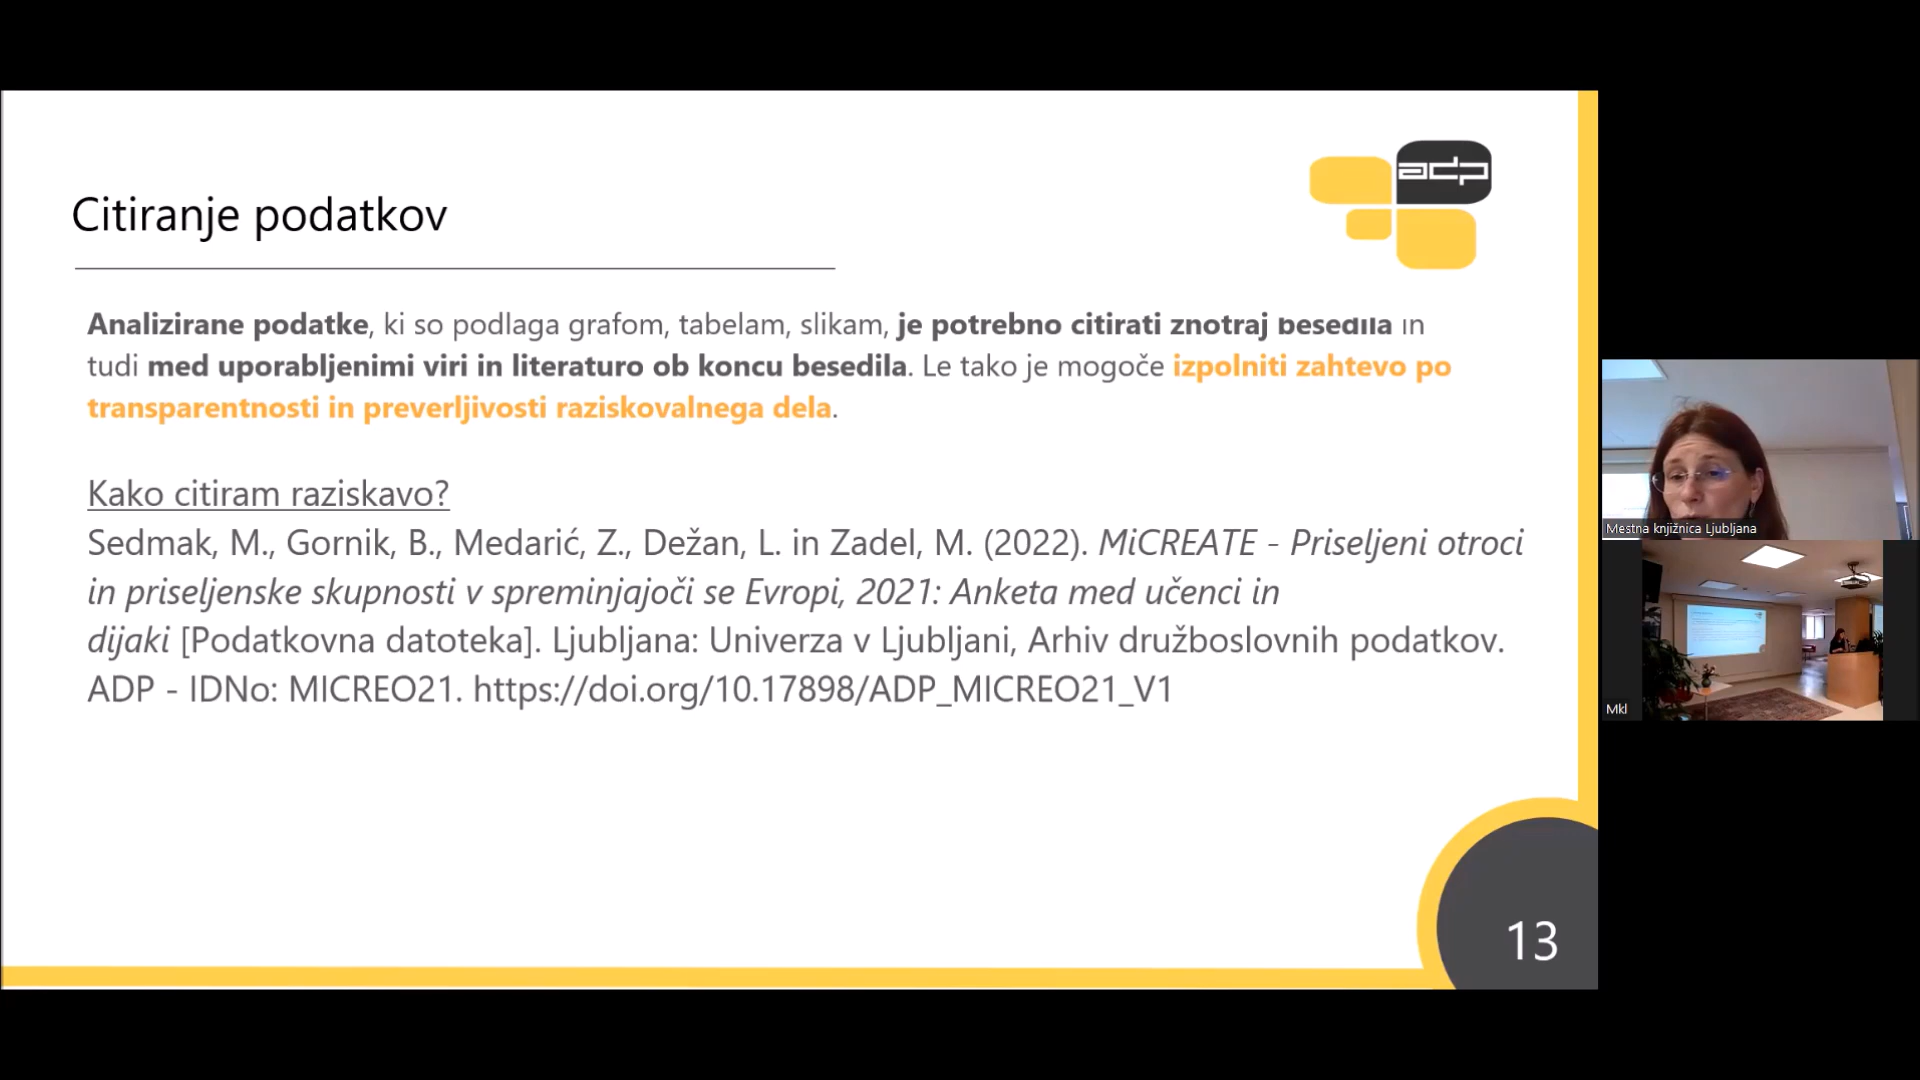 adp
Citiranje podatkov
Analizirane podatke, ki so podlaga grafom, tabelam, slikam, je potrebno citirati znotraj besedila in
tudi med uporabljenimi viri in literaturo ob koncu besedila. Le tako je mogoče izpolniti zahtevo po
transparentnosti in preverljivosti raziskovalnega dela.
Kako citiram raziskavo?
Sedmak, M., Gornik, B., Medarić, Z., Dežan, L. in Zadel, M. (2022). MiCREATE - Priseljeni otroci
in priseljenske skupnosti v spreminjajoči se Evropi, 2021: Anketa med učenci in
dijaki [Podatkovna datoteka]. Ljubljana: Univerza v Ljubljani, Arhiv družboslovnih podatkov.
ADP - IDNo: MICREO21. https://doi.org/10.17898/ADP_MICREO21_V1
13
Mestna knjižnica Ljubljana
Mkl